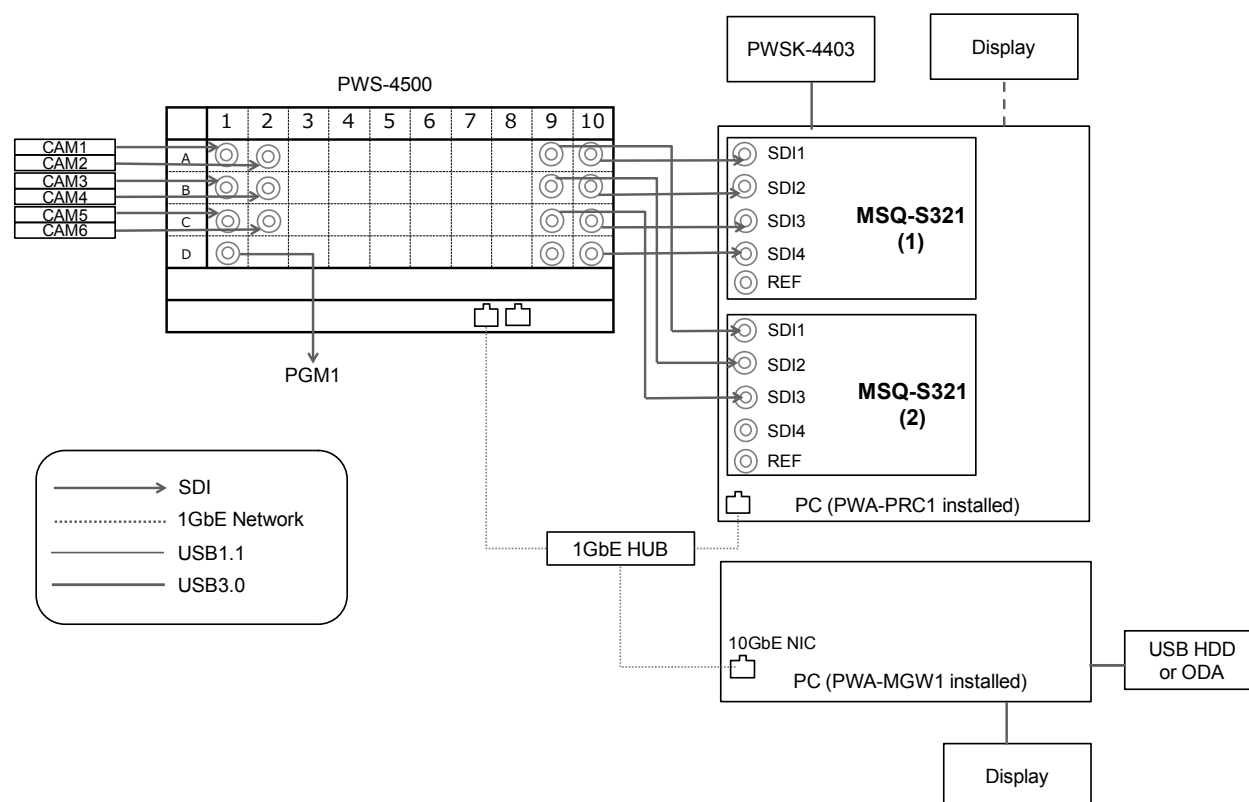 PWSK-4403
Display
PWS-4500
1 2 3 4 5 6 7 8 9 10
CAM1
CAM2
CAM3
CAM4
CAM5
CAM6
A
B
C
D
SDI1
SDI2
SDI3
SDI4
REF
MSQ-S321
(1)
SDI1
SDI2
SDI3
SDI4
REF
MSQ-S321
(2)
PC (PWA-PRC1 installed)
PGM1
SDI
1GbE Network
USB1.1
USB3.0
1GbE HUB
10GbE NIC
PC (PWA-MGW1 installed)
USB HDD
or ODA
Display